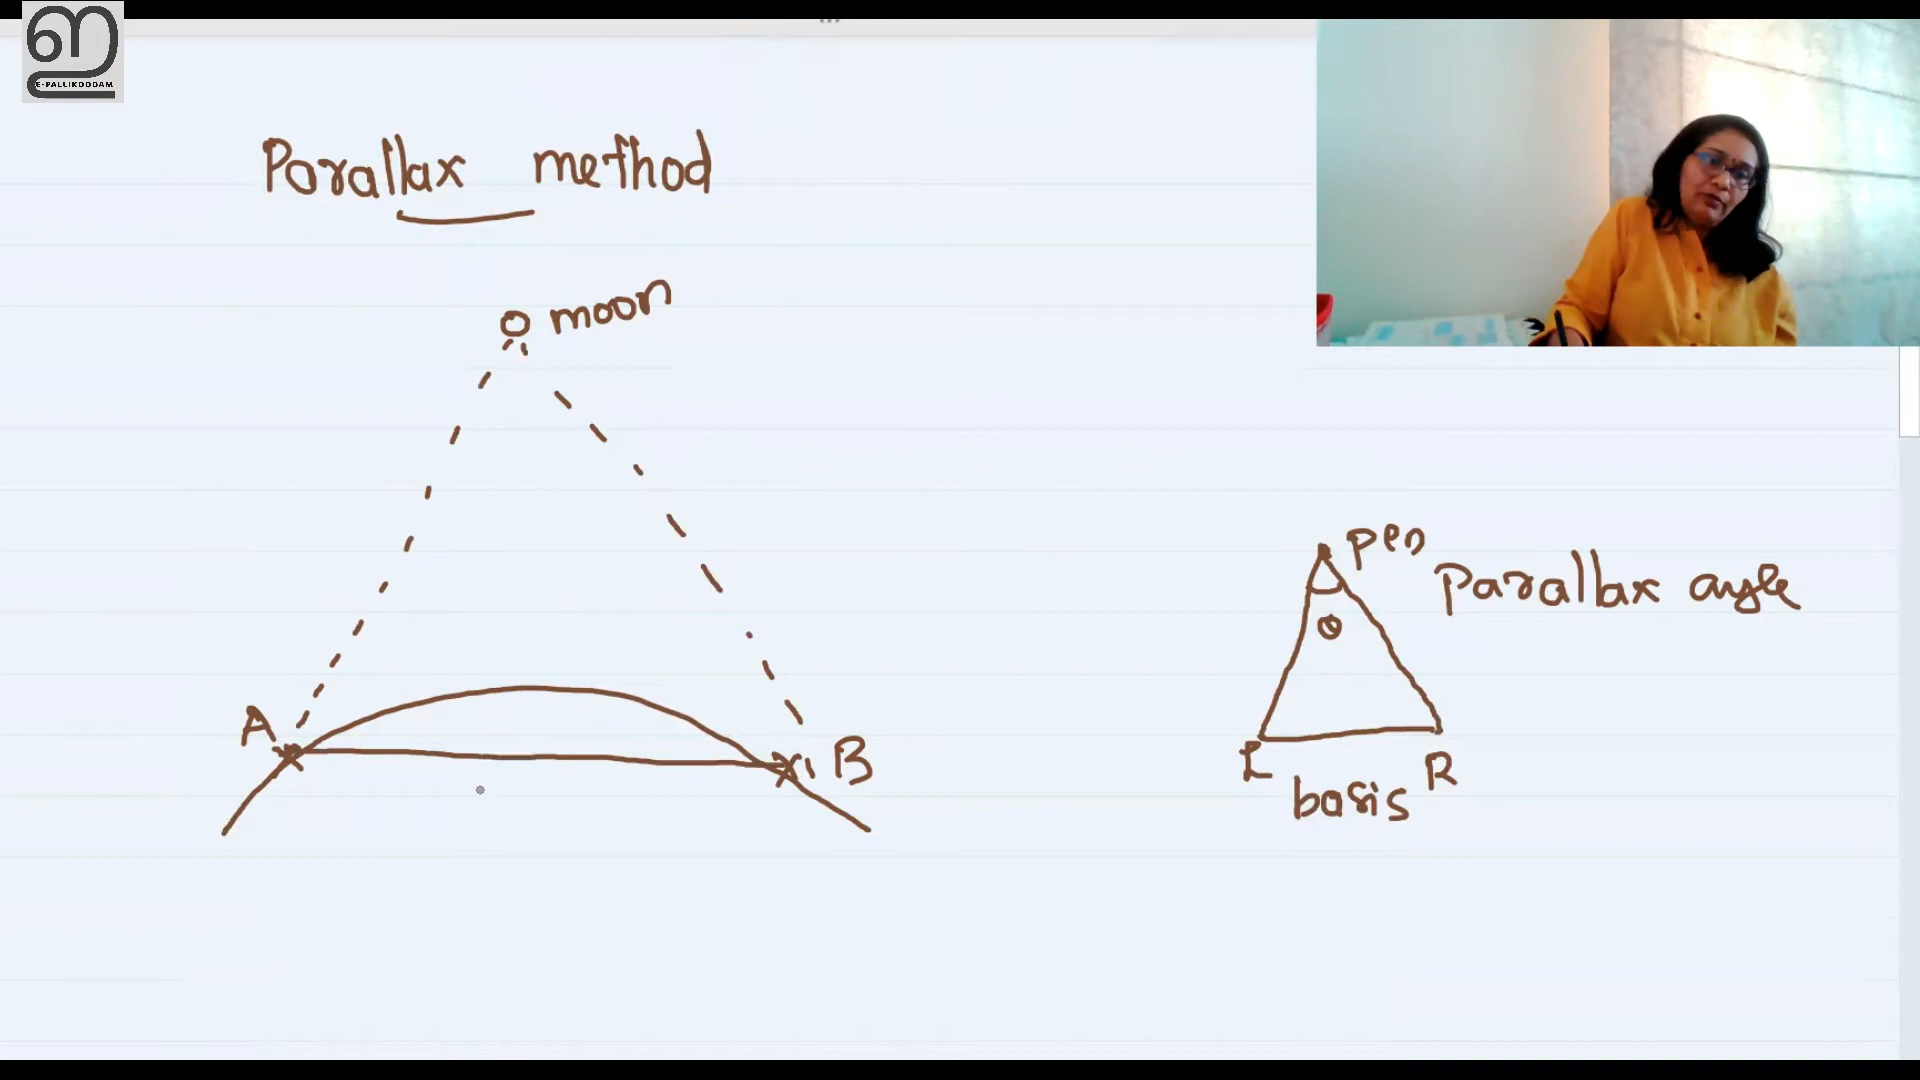 ഈ
E-PALLIKOODAM
Parallax method
moon
pen
Parallax angle
θ
A
B
L
R
basis